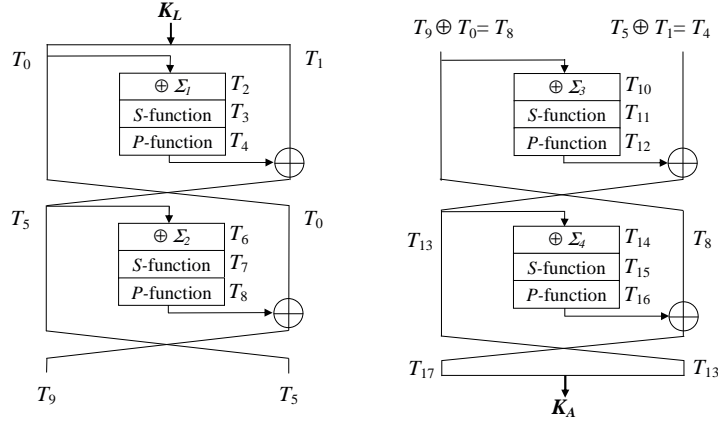 K_L
T_0
T_1
⊕ Σ_1
T_2
S-function
T_3
P-function
T_4
T_5
T_0
⊕ Σ_2
T_6
S-function
T_7
P-function
T_8
T_9
T_5
T_9 ⊕ T_0= T_8
T_5 ⊕ T_1= T_4
⊕ Σ_3
T_10
S-function
T_11
P-function
T_12
T_13
T_8
⊕ Σ_4
T_14
S-function
T_15
P-function
T_16
T_17
T_13
K_A